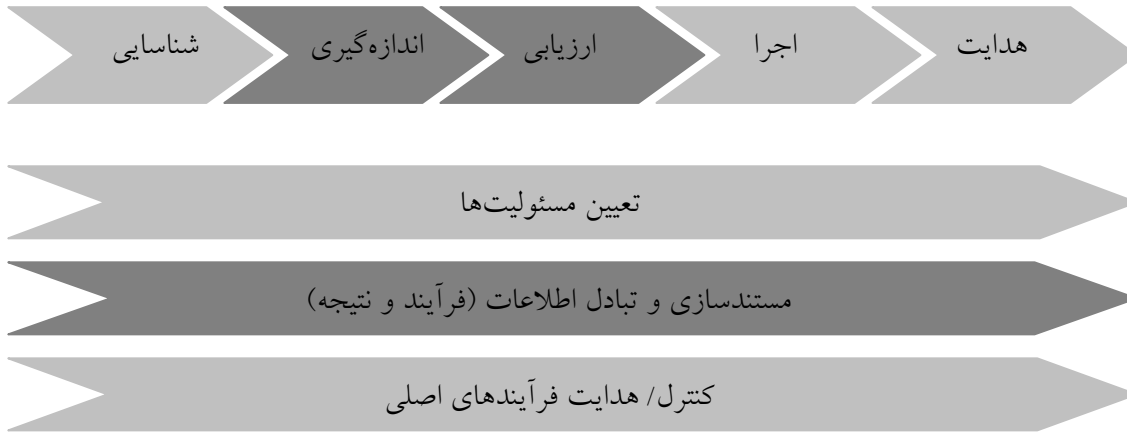 شناسایی
اندازه‌گیری
ارزیابی
اجرا
هدایت
تعیین مسئولیت‌ها
مستندسازی و تبادل اطلاعات (فرآیند و نتیجه)
کنترل/ هدایت فرآیندهای اصلی